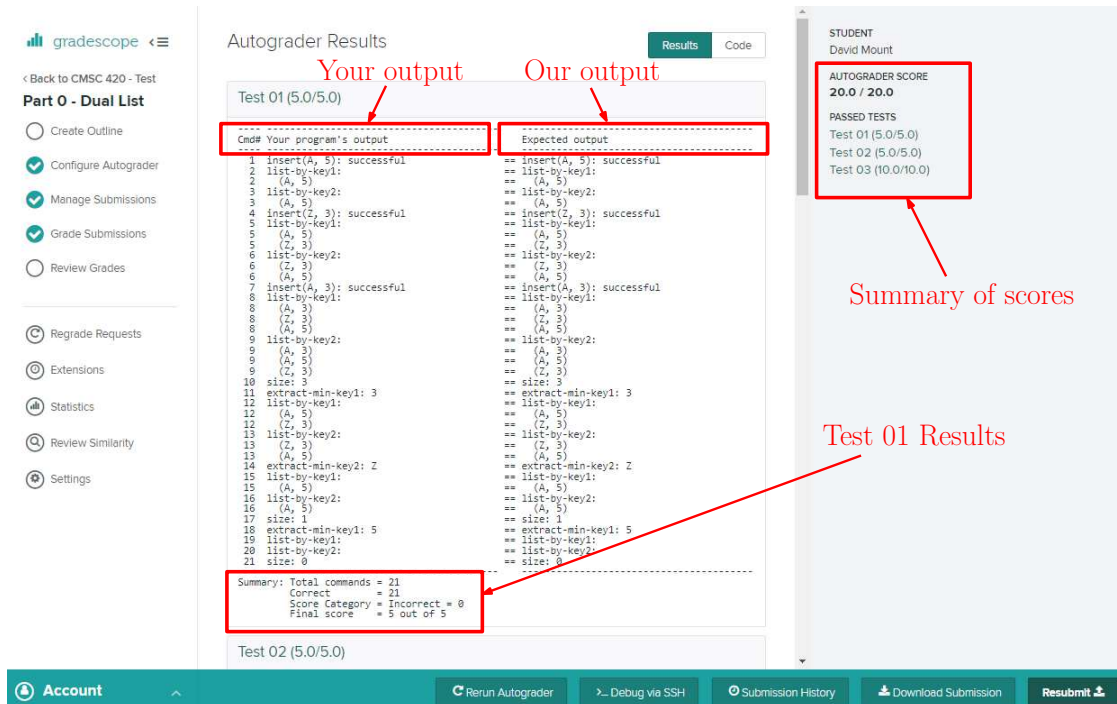 gradescope
< Back to CMSC 420 - Test
Part 0 - Dual List
Create Outline
Configure Autograder
Manage Submissions
Grade Submissions
Review Grades
Regrade Requests
Extensions
Statistics
Review Similarity
Settings
Autograder Results
Results Code
Your output Our output
Test 01 (5.0/5.0)
Cmd# Your program's output Expected output
1 insert(A, 5): successful == insert(A, 5): successful
2 list-by-key1: == list-by-key1:
2 (A, 5) == (A, 5)
3 list-by-key2: == list-by-key2:
3 (A, 5) == (A, 5)
4 insert(Z, 3): successful == insert(Z, 3): successful
5 list-by-key1: == list-by-key1:
5 (A, 5) == (A, 5)
5 (Z, 3) == (Z, 3)
6 list-by-key2: == list-by-key2:
6 (Z, 3) == (Z, 3)
6 (A, 5) == (A, 5)
7 insert(A, 3): successful == insert(A, 3): successful
8 list-by-key1: == list-by-key1:
8 (A, 3) == (A, 3)
8 (Z, 3) == (Z, 3)
8 (A, 5) == (A, 5)
9 list-by-key2: == list-by-key2:
9 (A, 3) == (A, 3)
9 (A, 5) == (A, 5)
9 (Z, 3) == (Z, 3)
10 size: 3 == size: 3
11 extract-min-key1: 3 == extract-min-key1: 3
12 list-by-key1: == list-by-key1:
12 (A, 5) == (A, 5)
12 (Z, 3) == (Z, 3)
13 list-by-key2: == list-by-key2:
13 (Z, 3) == (Z, 3)
13 (A, 5) == (A, 5)
14 extract-min-key2: Z == extract-min-key2: Z
15 list-by-key1: == list-by-key1:
15 (A, 5) == (A, 5)
16 list-by-key2: == list-by-key2:
16 (A, 5) == (A, 5)
17 size: 1 == size: 1
18 extract-min-key1: 5 == extract-min-key1: 5
19 list-by-key1: == list-by-key1:
20 list-by-key2: == list-by-key2:
21 size: 0 == size: 0
Summary: Total commands = 21
Correct = 21
Score Category = Incorrect = 0
Final score = 5 out of 5
Test 02 (5.0/5.0)
STUDENT
David Mount
AUTOGRADER SCORE
20.0 / 20.0
PASSED TESTS
Test 01 (5.0/5.0)
Test 02 (5.0/5.0)
Test 03 (10.0/10.0)
Summary of scores
Test 01 Results
Account
Rerun Autograder
>_ Debug via SSH
Submission History
Download Submission
Resubmit